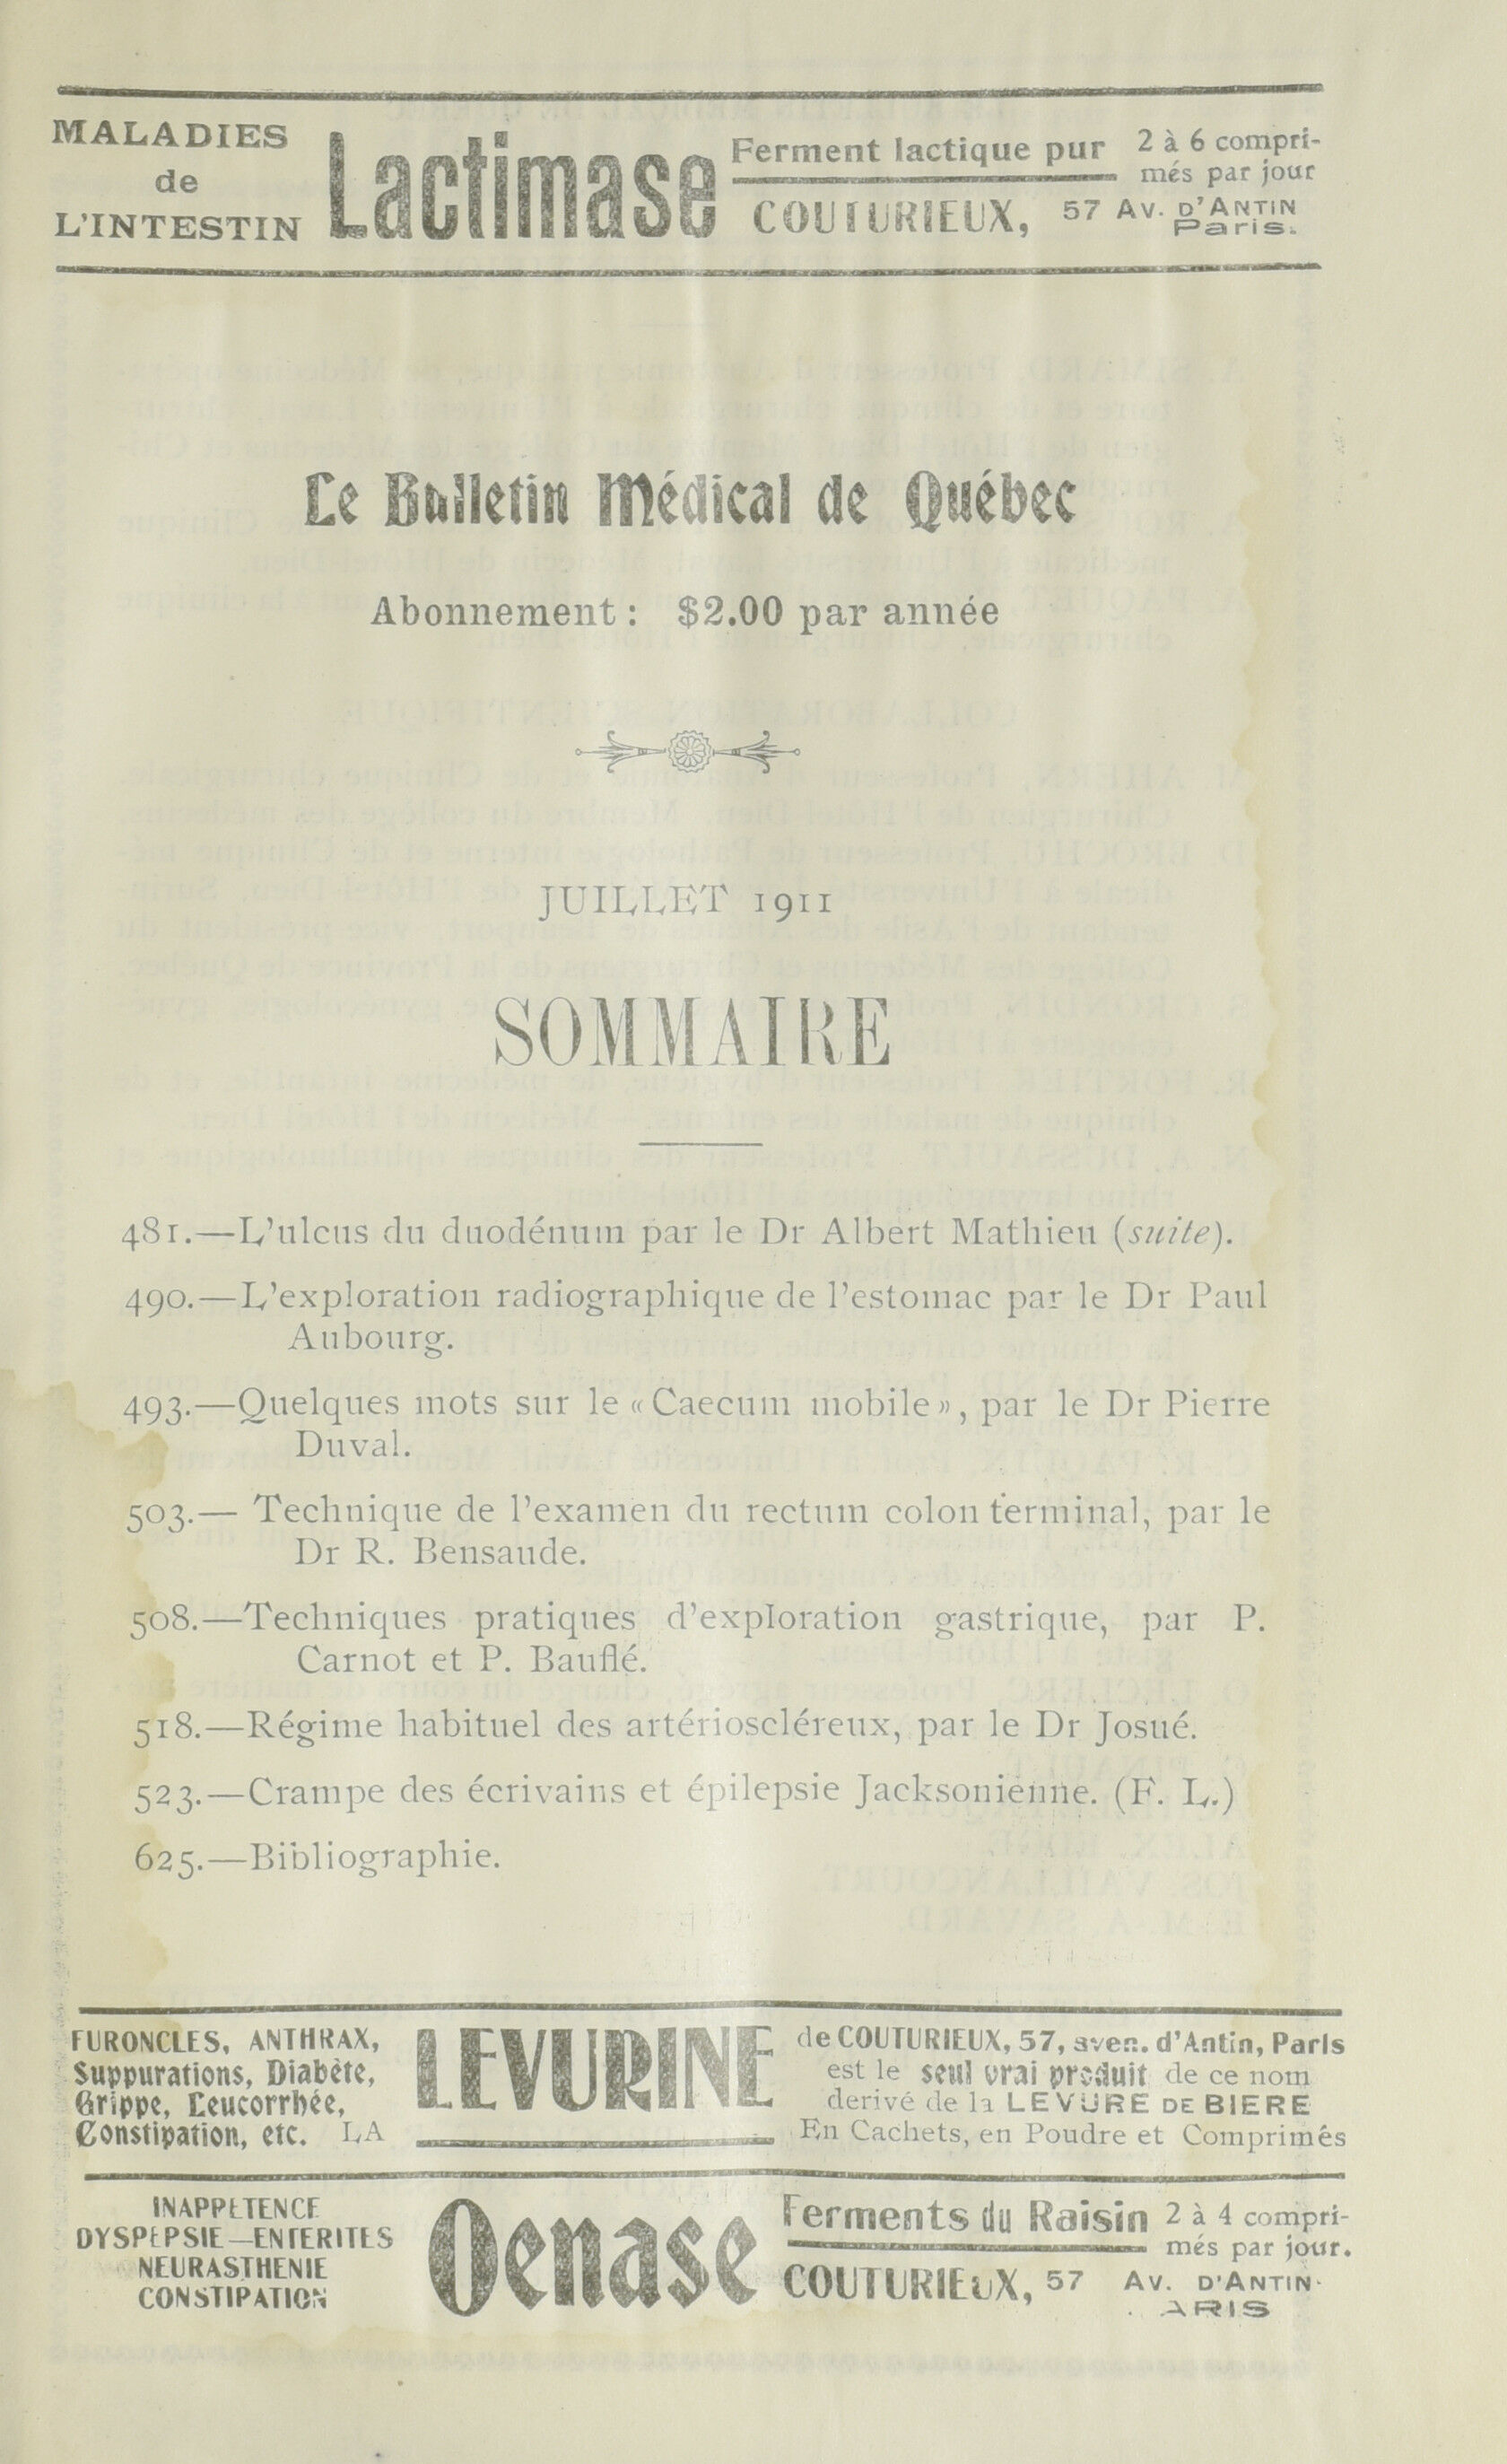 MALADIES
de
L'INTESTIN
Lactimase
Ferment lactique pur
COUTURIEUX,
2 à 6 compri-
més par jour
57 Av. D'ANTIN
Paris.
Le Bulletin Médical de Québec
Abonnement : $2.00 par année
JUILLET 1911
SOMMAIRE
481.—L'ulcus du duodénum par le Dr Albert Mathieu (suite).
490.—L'exploration radiographique de l'estomac par le Dr Paul
Aubourg.
493.—Quelques mots sur le « Caecum mobile », par le Dr Pierre
Duval.
503.— Technique de l'examen du rectum colon terminal, par le
Dr R. Bensaude.
508.—Techniques pratiques d'exploration gastrique, par P.
Carnot et P. Bauflé.
518.—Régime habituel des artérioscléreux, par le Dr Josué.
523.—Crampe des écrivains et épilepsie Jacksonienne. (F. L.)
625.—Bibliographie.
FURONCLES, ANTHRAX,
Suppurations, Diabète,
Grippe, Leucorrhée,
Constipation, etc. LA
LEVURINE
de COUTURIEUX, 57, aven. d'Antin, Paris
est le seul vrai produit de ce nom
derivé de la LEVURE DE BIERE
En Cachets, en Poudre et Comprimés
INAPPETENCE
DYSPEPSIE—ENTERITES
NEURASTHENIE
CONSTIPATION
Oenase
Ferments du Raisin
COUTURIEUX, 57
2 à 4 compri-
més par jour.
Av. D'ANTIN
ARIS